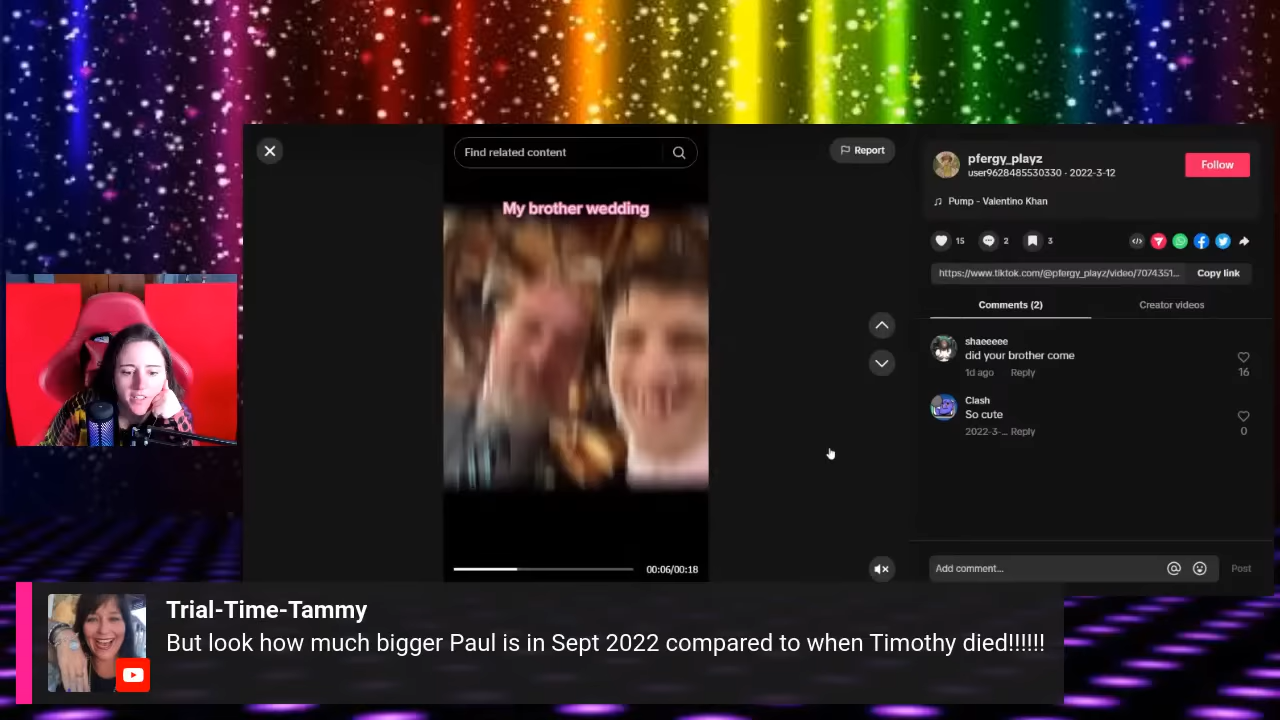 Find related content
Report
My brother wedding
00:06/00:18
pfergy_playz
user9628485530330 · 2022-3-12
Follow
Pump - Valentino Khan
15
2
3
https://www.tiktok.com/@pfergy_playz/video/7074351...
Copy link
Comments (2)
Creator videos
shaeeeee
did your brother come
1d ago Reply
16
Clash
So cute
2022-3-... Reply
0
Add comment...
Post
Trial-Time-Tammy
But look how much bigger Paul is in Sept 2022 compared to when Timothy died!!!!!!